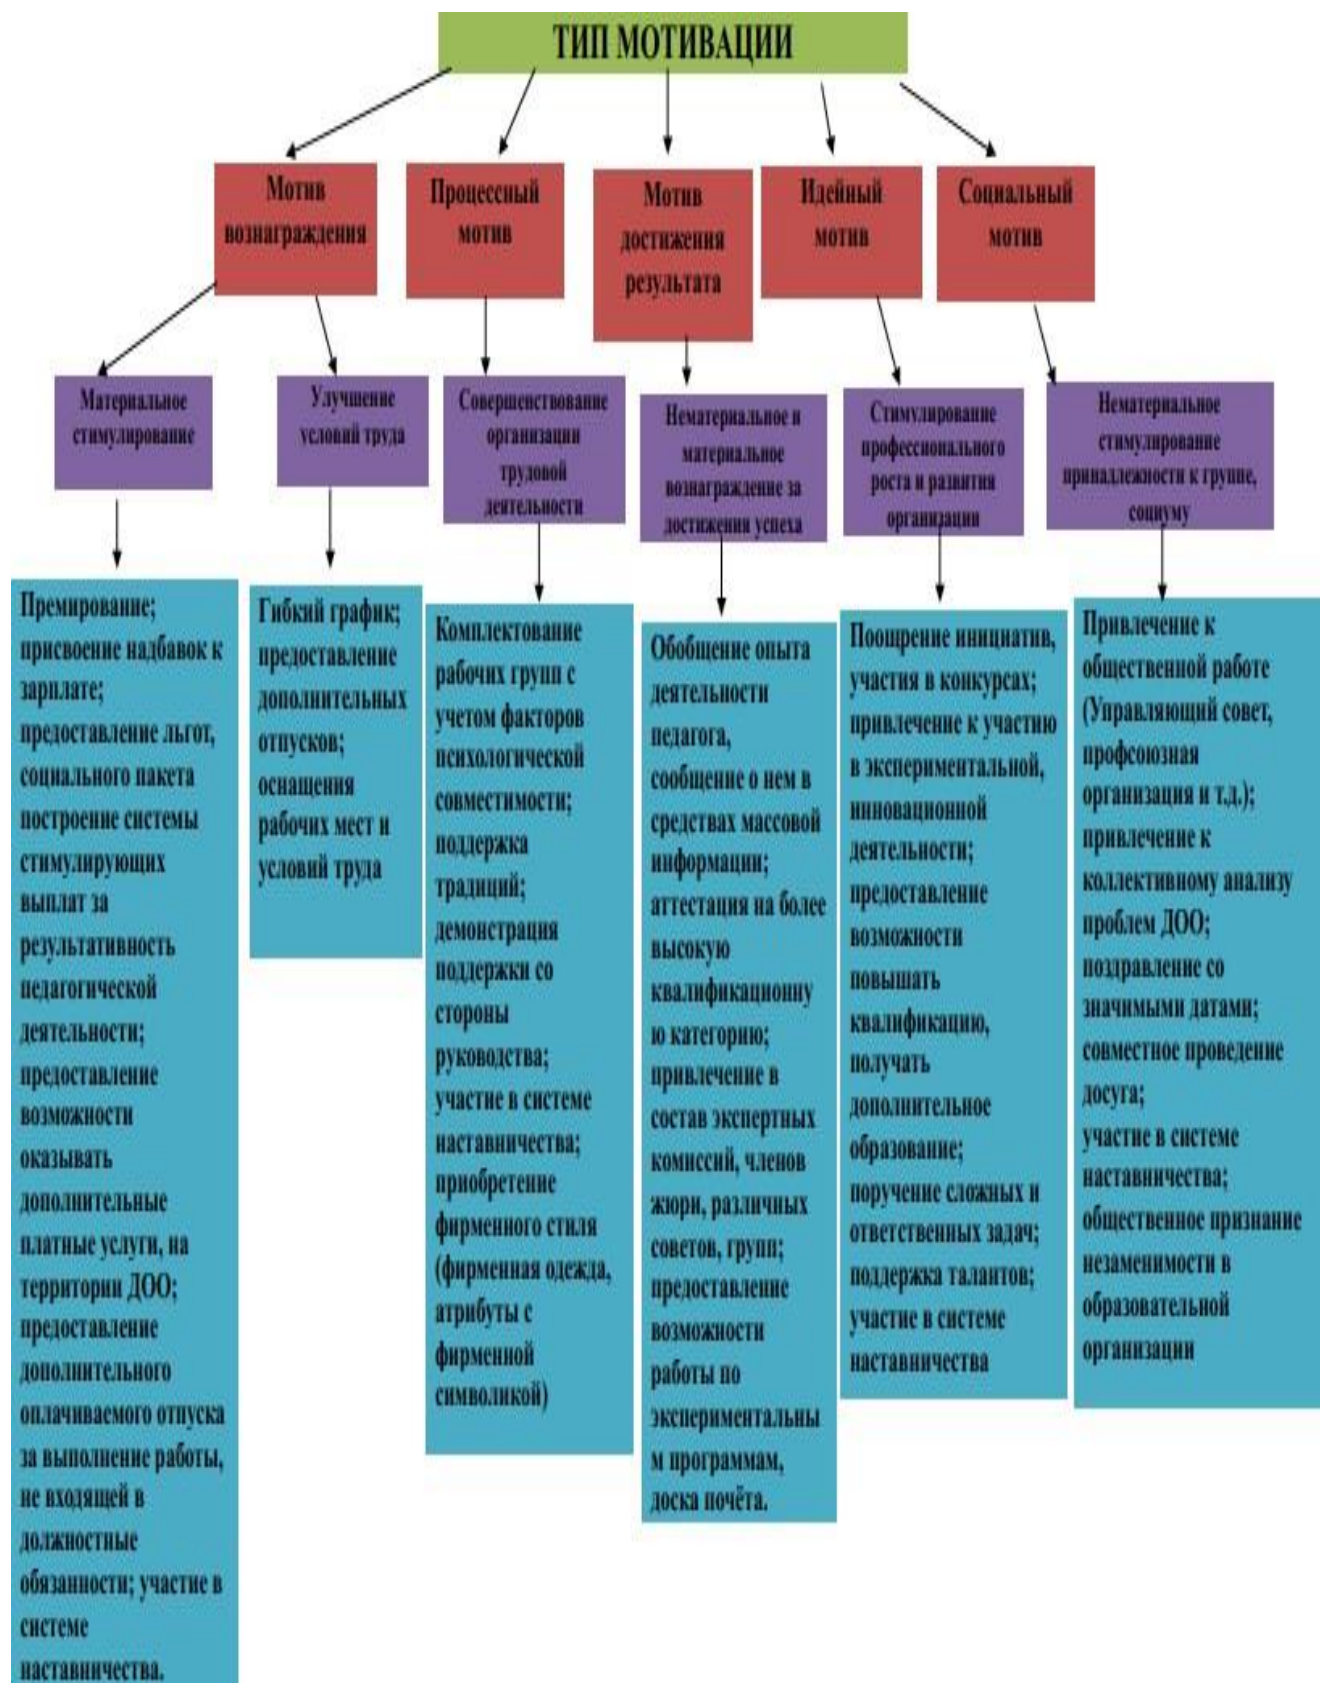 ТИП МОТИВАЦИИ
Мотив
вознаграждения
Процессный
мотив
Мотив
достижения
результата
Идейный
мотив
Социальный
мотив
Материальное
стимулирование
Улучшение
условий труда
Совершенствование
организации
трудовой
деятельности
Нематериальное и
материальное
вознаграждение за
достижения успеха
Стимулирование
профессионального
роста и развития
организации
Нематериальное
стимулирование
принадлежности к группе,
социуму
Премирование;
присвоение надбавок к
зарплате;
предоставление льгот,
социального пакета
построение системы
стимулирующих
выплат за
результативность
педагогической
деятельности;
предоставление
возможности
оказывать
дополнительные
платные услуги, на
территории ДОО;
предоставление
дополнительного
оплачиваемого отпуска
за выполнение работы,
не входящей в
должностные
обязанности; участие в
системе
наставничества.
Гибкий график;
предоставление
дополнительных
отпусков;
оснащения
рабочих мест и
условий труда
Комплектование
рабочих групп с
учетом факторов
психологической
совместимости;
поддержка
традиций;
демонстрация
поддержки со
стороны
руководства;
участие в системе
наставничества;
приобретение
фирменного стиля
(фирменная одежда,
атрибуты с
фирменной
символикой)
Обобщение опыта
деятельности
педагога,
сообщение о нем в
средствах массовой
информации;
аттестация на более
высокую
квалификационну
ю категорию;
привлечение в
состав экспертных
комиссий, членов
жюри, различных
советов, групп;
предоставление
возможности
работы по
экспериментальны
м программам,
доска почёта.
Поощрение инициатив,
участия в конкурсах;
привлечение к участию
в экспериментальной,
инновационной
деятельности;
предоставление
возможности
повышать
квалификацию,
получать
дополнительное
образование;
поручение сложных и
ответственных задач;
поддержка талантов;
участие в системе
наставничества
Привлечение к
общественной работе
(Управляющий совет,
профсоюзная
организация и т.д.);
привлечение к
коллективному анализу
проблем ДОО;
поздравление со
значимыми датами;
совместное проведение
досуга;
участие в системе
наставничества;
общественное признание
незаменимости в
образовательной
организации